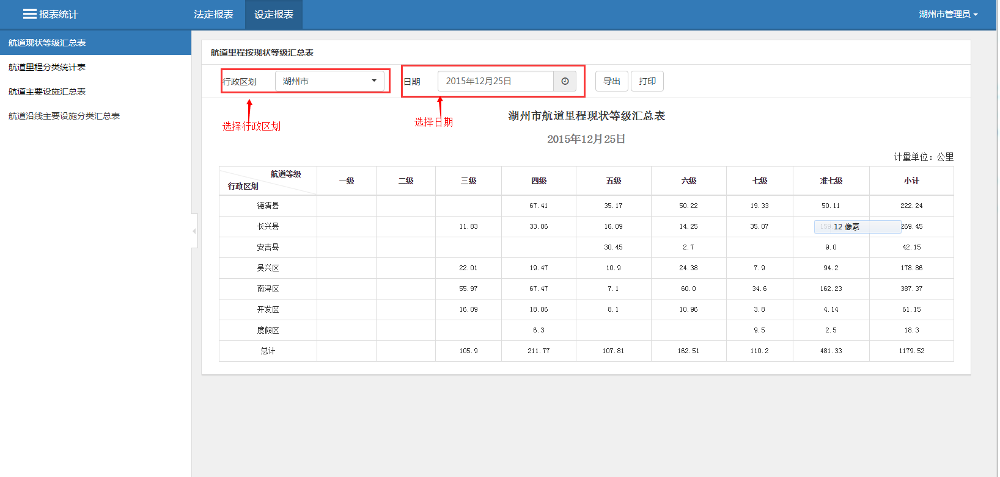 报表统计 法定报表 设定报表 湖州市管理员
航道现状等级汇总表
航道里程分类统计表
航道主要设施汇总表
航道沿线主要设施分类汇总表
航道里程按现状等级汇总表
行政区划 湖州市 日期 2015年12月25日 导出 打印
选择行政区划 选择日期
湖州市航道里程现状等级汇总表
2015年12月25日
计量单位：公里
航道等级
行政区划 一级 二级 三级 四级 五级 六级 七级 准七级 小计
德清县 67.41 35.17 50.22 19.33 50.11 222.24
长兴县 11.83 33.06 16.09 14.25 35.07 159 12 像素 269.45
安吉县 30.45 2.7 9.0 42.15
吴兴区 22.01 19.47 10.9 24.38 7.9 94.2 178.86
南浔区 55.97 67.47 7.1 60.0 34.6 162.23 387.37
开发区 16.09 18.06 8.1 10.96 3.8 4.14 61.15
度假区 6.3 9.5 2.5 18.3
总计 105.9 211.77 107.81 162.51 110.2 481.33 1179.52